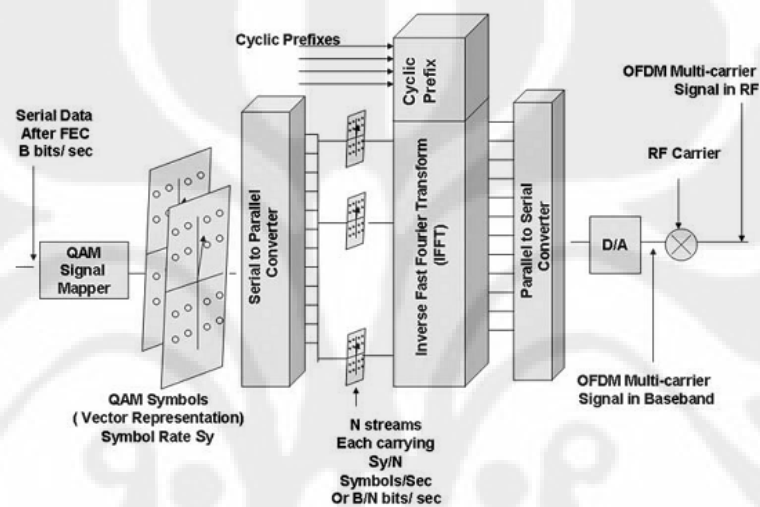 Cyclic Prefixes
Cyclic
Prefix
OFDM Multi-carrier
Signal in RF
Serial Data
After FEC
B bits/ sec
RF Carrier
QAM
Signal
Mapper
Serial to Parallel
Converter
Inverse Fast Fourier Transform
(IFFT)
Parallel to Serial
Converter
D/A
QAM Symbols
( Vector Representation)
Symbol Rate Sy
OFDM Multi-carrier
Signal in Baseband
N streams
Each carrying
Sy/N
Symbols/Sec
Or B/N bits/ sec